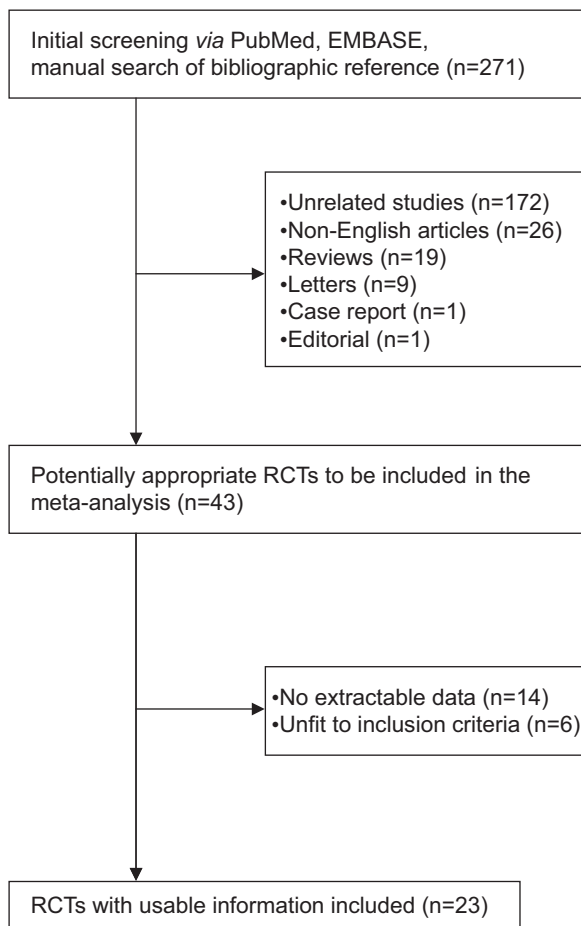 Initial screening via PubMed, EMBASE,
manual search of bibliographic reference (n=271)
•Unrelated studies (n=172)
•Non-English articles (n=26)
•Reviews (n=19)
•Letters (n=9)
•Case report (n=1)
•Editorial (n=1)
Potentially appropriate RCTs to be included in the
meta-analysis (n=43)
•No extractable data (n=14)
•Unfit to inclusion criteria (n=6)
RCTs with usable information included (n=23)